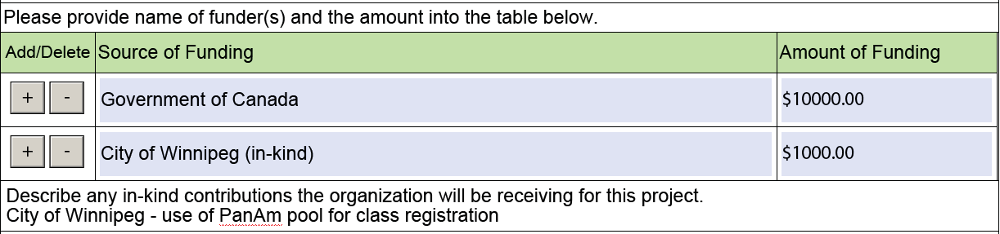 Please provide name of funder(s) and the amount into the table below.
Add/Delete Source of Funding Amount of Funding
+ - Government of Canada $10000.00
+ - City of Winnipeg (in-kind) $1000.00
Describe any in-kind contributions the organization will be receiving for this project.
City of Winnipeg - use of PanAm pool for class registration